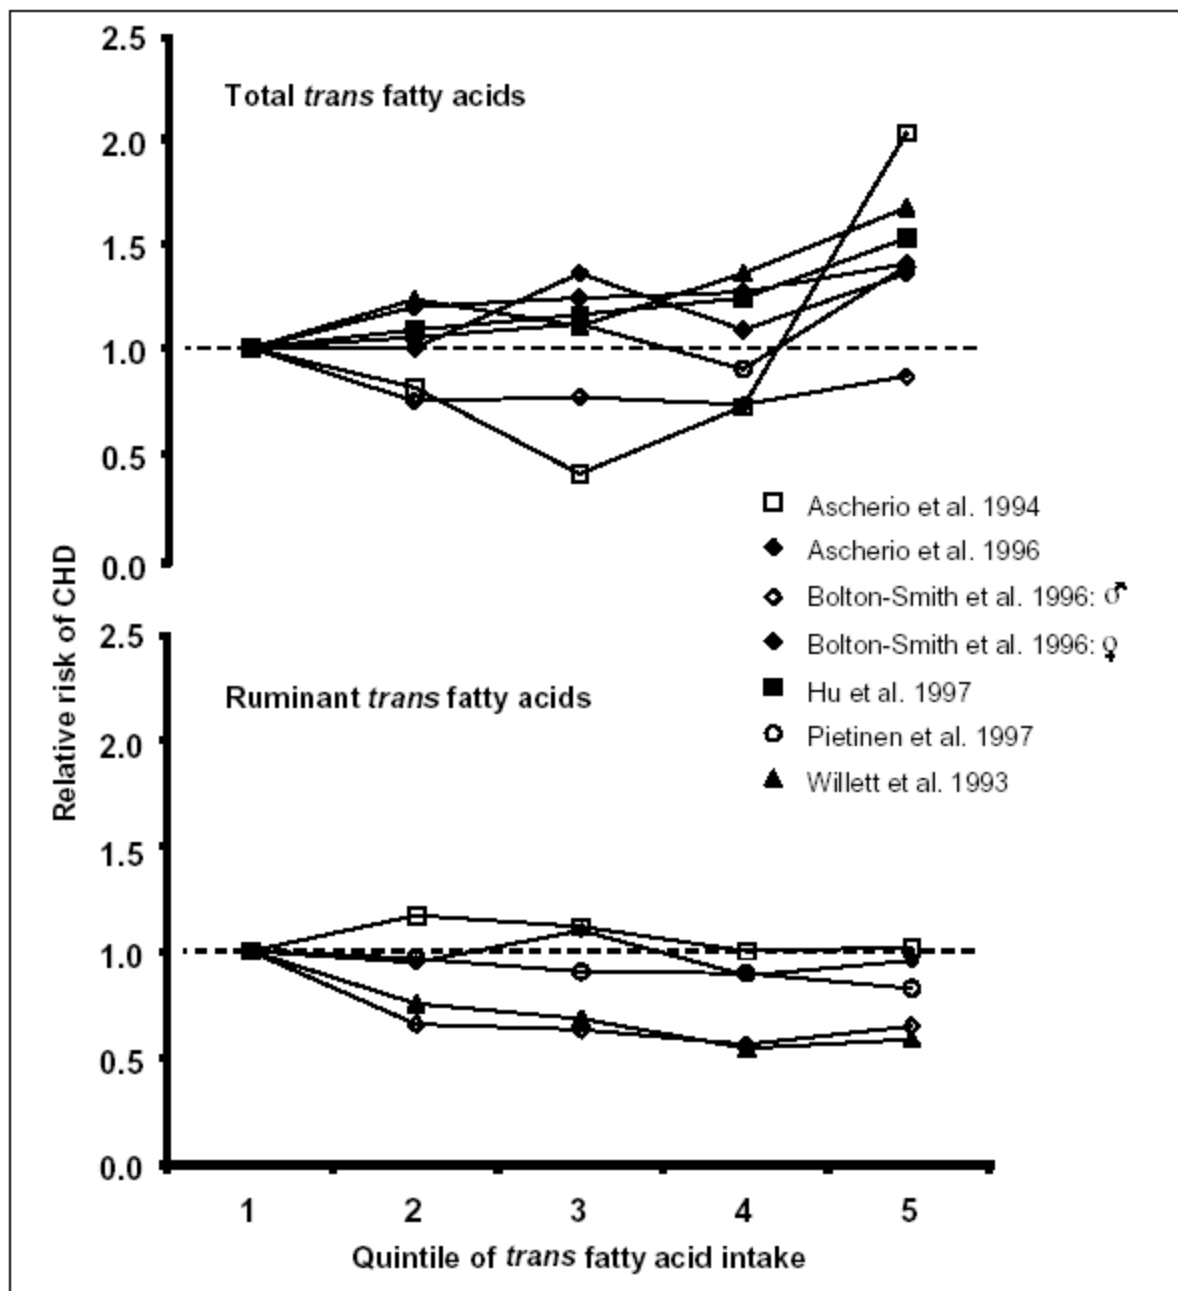 2.5
Total trans fatty acids
2.0
1.5
1.0
0.5
0.0
Ascherio et al. 1994
Ascherio et al. 1996
Bolton-Smith et al. 1996: ♂
Bolton-Smith et al. 1996: ♀
Hu et al. 1997
Pietinen et al. 1997
Willett et al. 1993
Relative risk of CHD
2.5
Ruminant trans fatty acids
2.0
1.5
1.0
0.5
0.0
1 2 3 4 5
Quintile of trans fatty acid intake